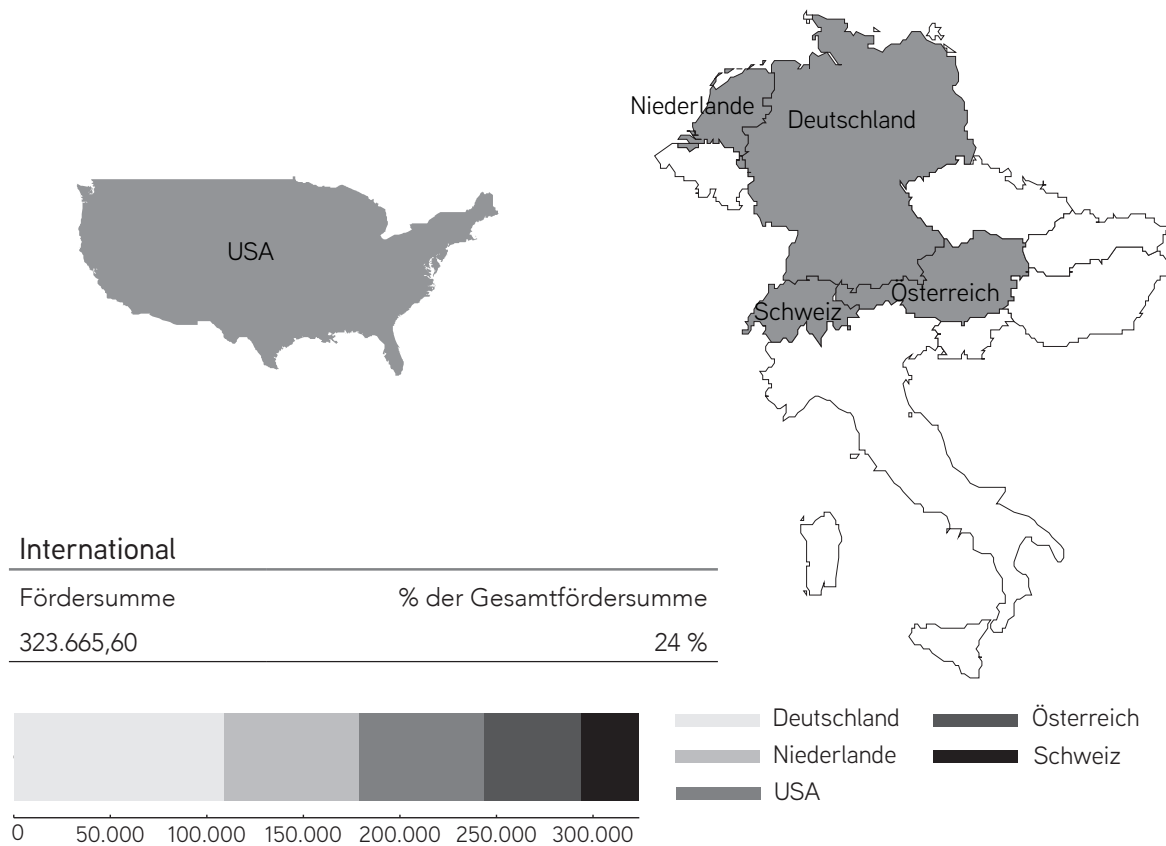 Niederlande
Deutschland
USA
Österreich
Schweiz
International
Fördersumme % der Gesamtfördersumme
323.665,60 24 %
Deutschland Österreich
Niederlande Schweiz
USA
0 50.000 100.000 150.000 200.000 250.000 300.000